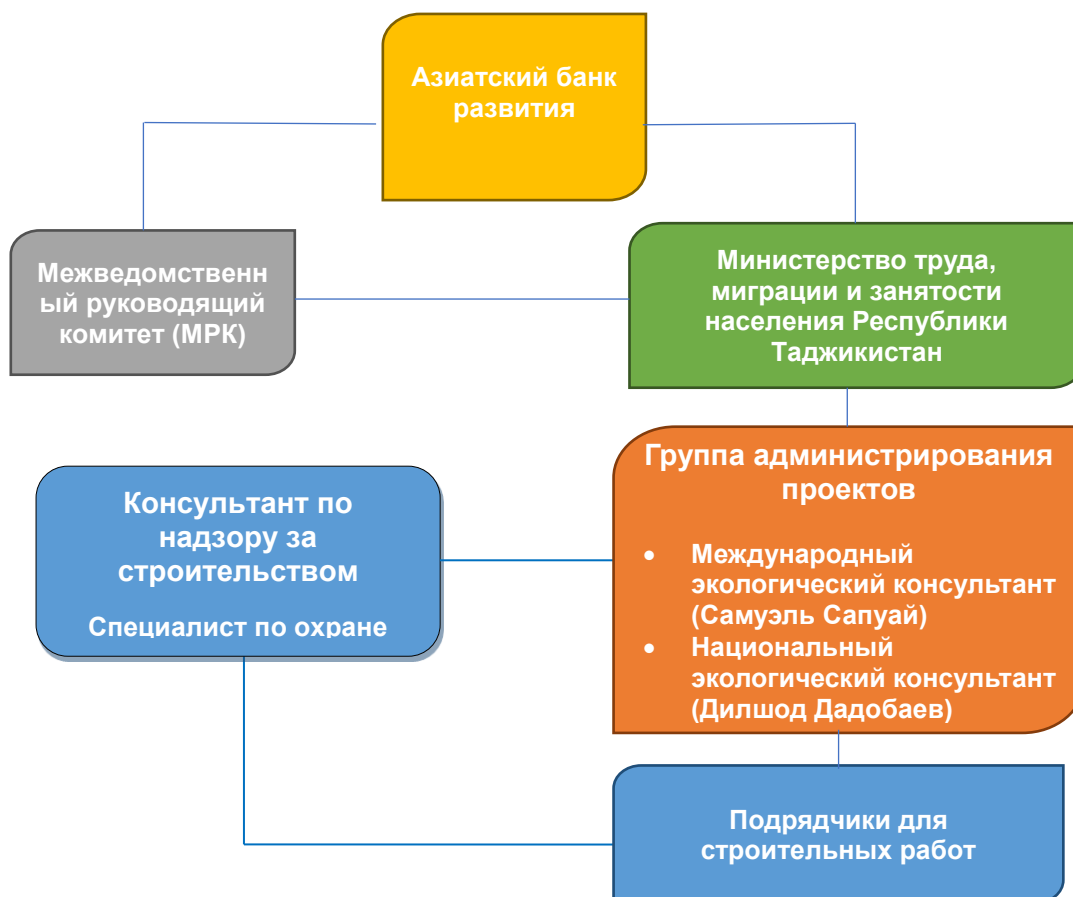 Азиатский банк
развития
Межведомственн
ый руководящий
комитет (МРК)
Министерство труда,
миграции и занятости
населения Республики
Таджикистан
Группа администрирования
проектов
• Международный
экологический консультант
(Самуэль Сапуай)
• Национальный
экологический консультант
(Дилшод Дадобаев)
Консультант по
надзору за
строительством
Специалист по охране
Подрядчики для
строительных работ